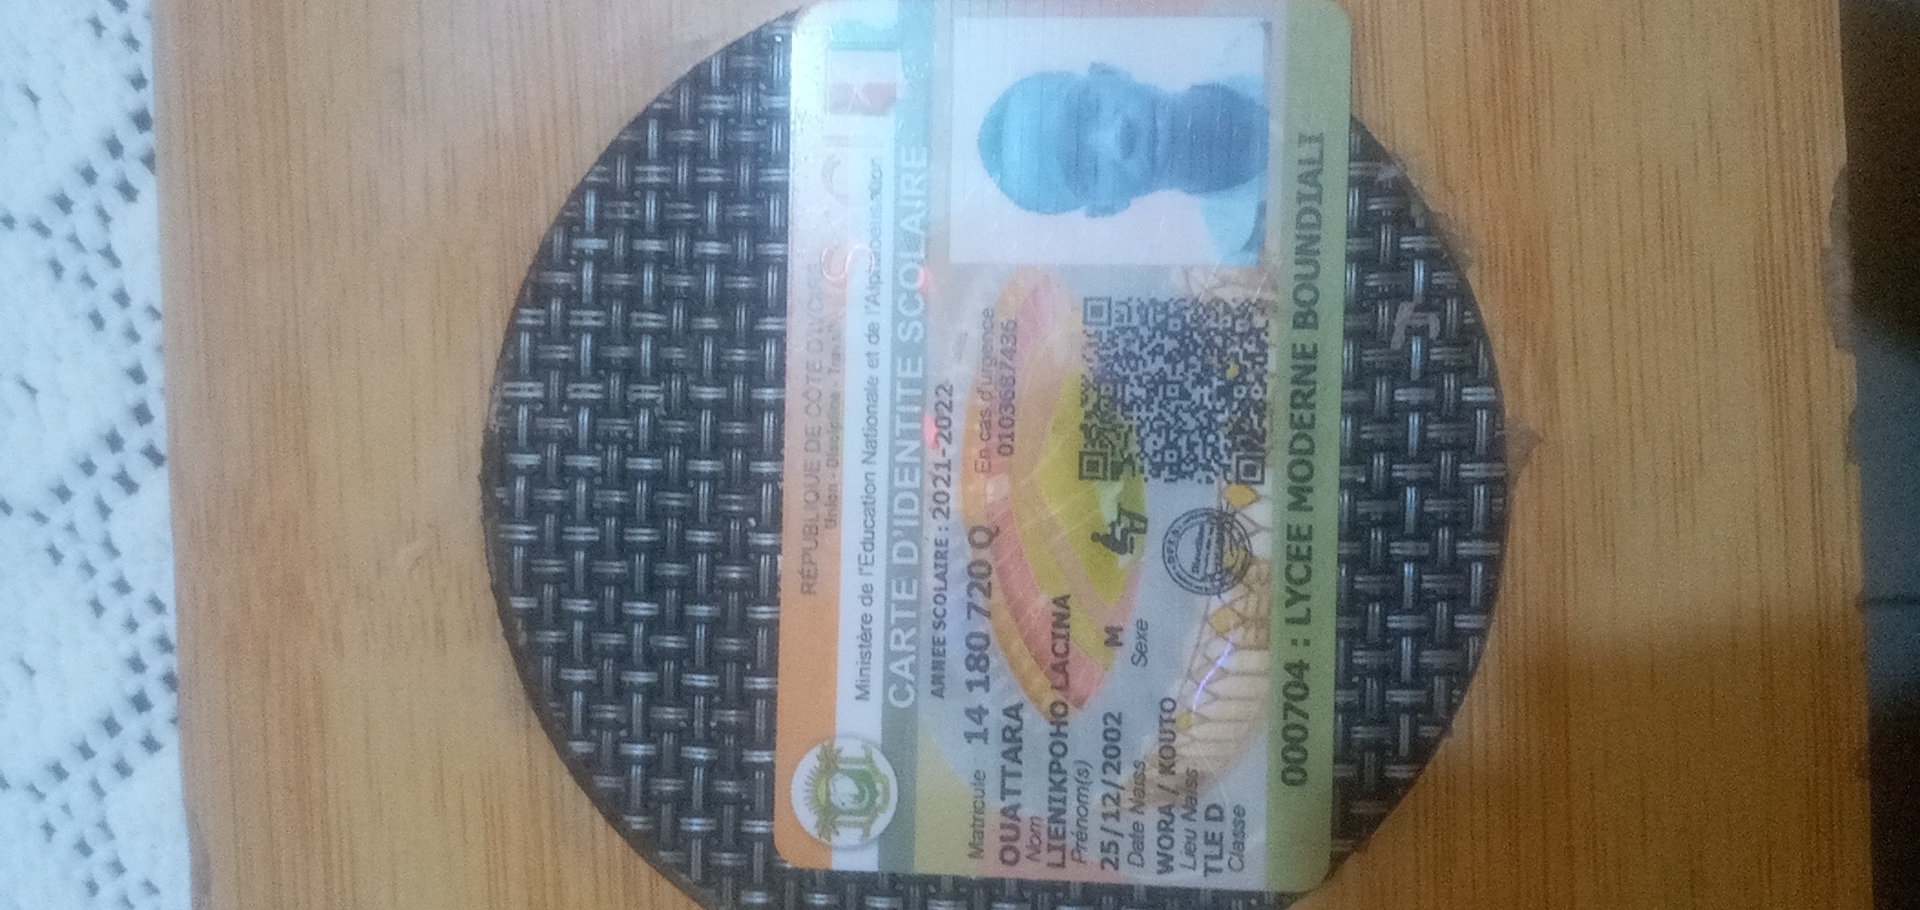 RÉPUBLIQUE DE CÔTE D'IVOIRE
Union - Discipline - Travail
Ministère de l'Education Nationale et de l'Alphabétisation
CARTE D'IDENTITE SCOLAIRE
ANNEE SCOLAIRE : 2021-2022
Matricule : 14 180 720 Q
En cas d'urgence
0103687436
OUATTARA
Nom
LIENIKPOHO LACINA
Prénom(s)
25/12/2002
M
Date Naiss
Sexe
WORA / KOUTO
Lieu Naiss
TLE D
Classe
000704 : LYCEE MODERNE BOUNDIALI